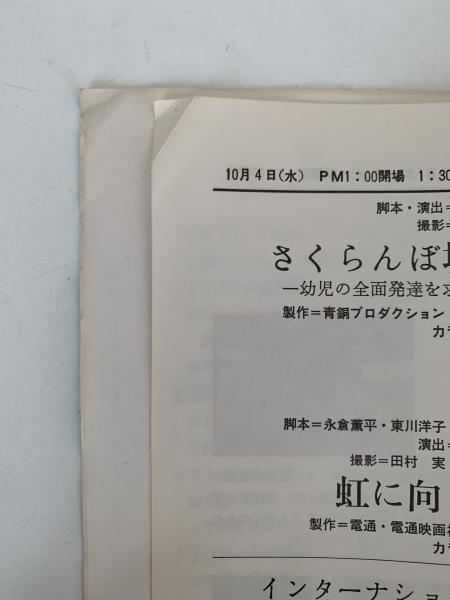 10月4日(水) PM1:00開場 1:30
脚本・演出=
撮影=
さくらんぼ
―幼児の全面発達を求
製作=青銅プロダクション
カラ
脚本=永倉薫平・東川洋子
演出=
撮影=田村 実
虹に向
製作=電通・電通映画社
カラ
インターナショ